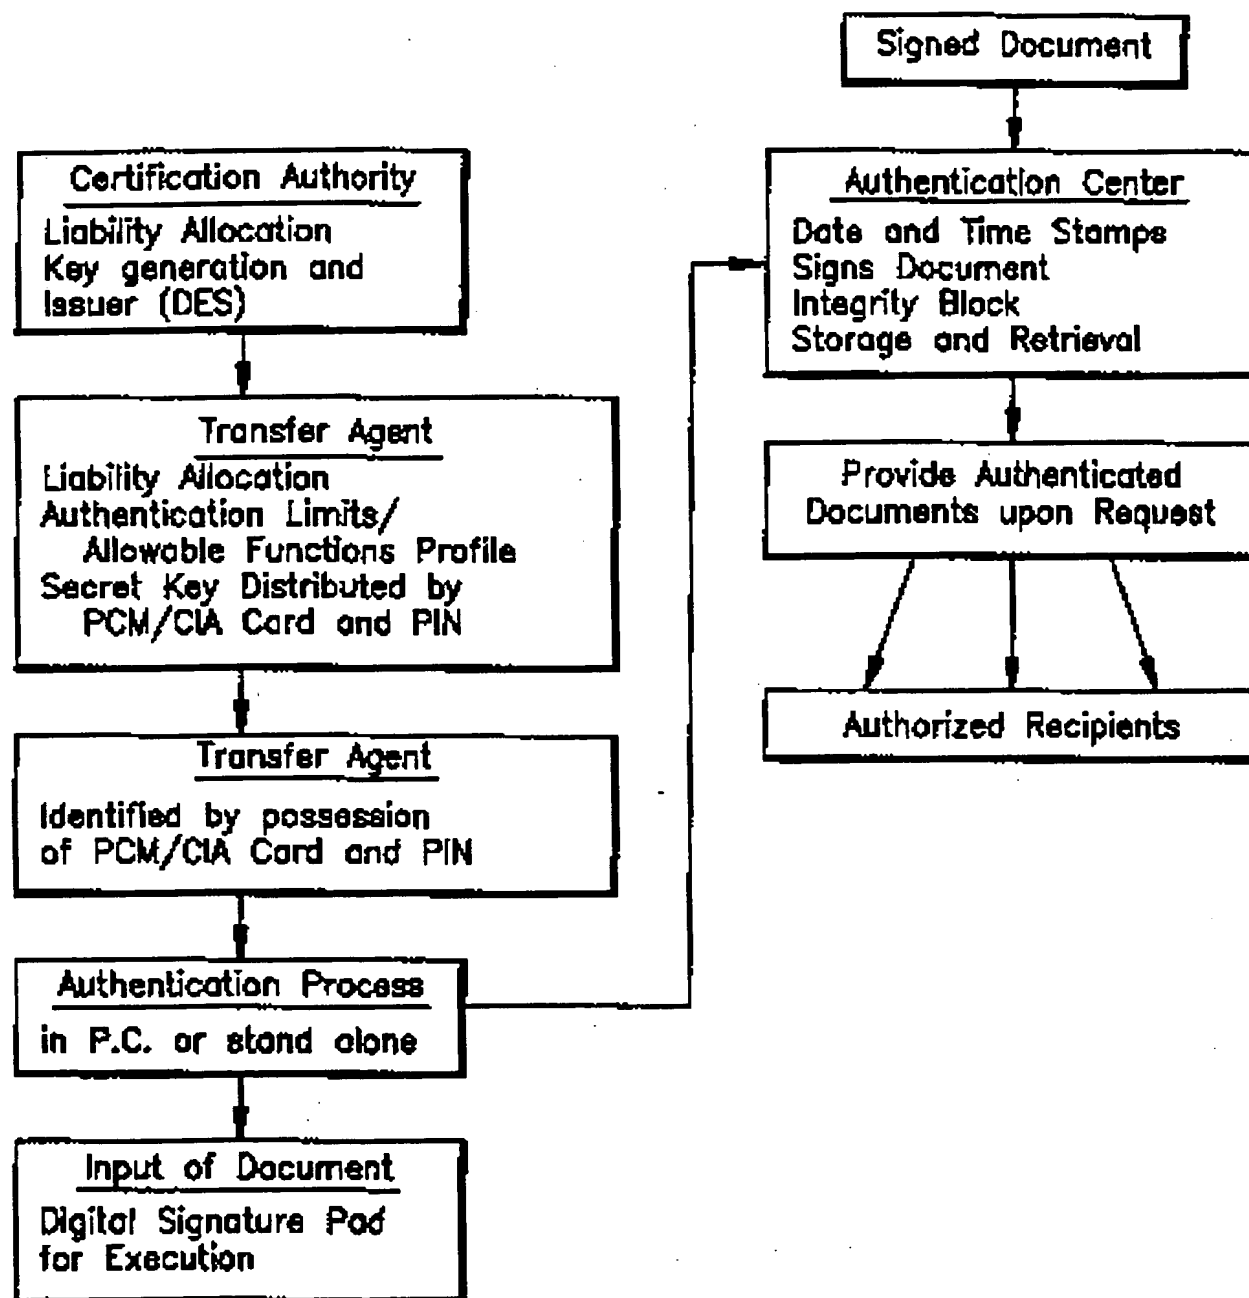 Certification Authority
Liability Allocation
Key generation and
Issuer (DES)
Transfer Agent
Liability Allocation
Authentication Limits/
Allowable Functions Profile
Secret Key Distributed by
PCM/CIA Card and PIN
Transfer Agent
Identified by possession
of PCM/CIA Card and PIN
Authentication Process
in P.C. or stand alone
Input of Document
Digital Signature Pad
for Execution
Signed Document
Authentication Center
Date and Time Stamps
Signs Document
Integrity Block
Storage and Retrieval
Provide Authenticated
Documents upon Request
Authorized Recipients